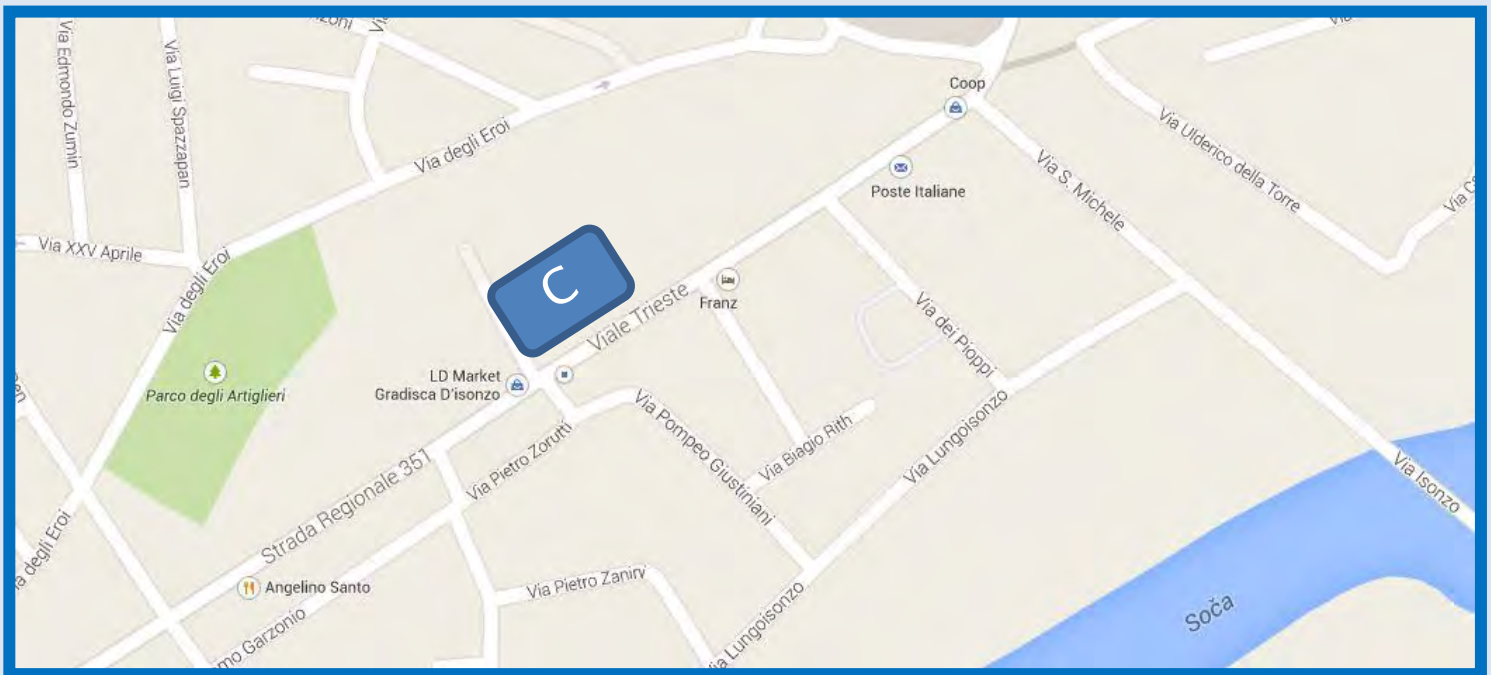 Via Edmondo Zumin
Via Luigi Spazzapan
Coop
Via degli Eroi
Via Ulderico della Torre
Via S. Michele
Poste Italiane
Via XXV Aprile
Via degli Eroi
C
Viale Trieste
Franz
Via dei Pioppi
LD Market
Gradisca D'isonzo
Parco degli Artiglieri
Via Pompeo Giustiniani
Via Biagio Rith
Via Pietro Zorutti
Via Lungoisonzo
Strada Regionale 351
Via Isonzo
degli Eroi
Angelino Santo
Via Pietro Zanirv
Soča
Garzonio
Lungoisonzo